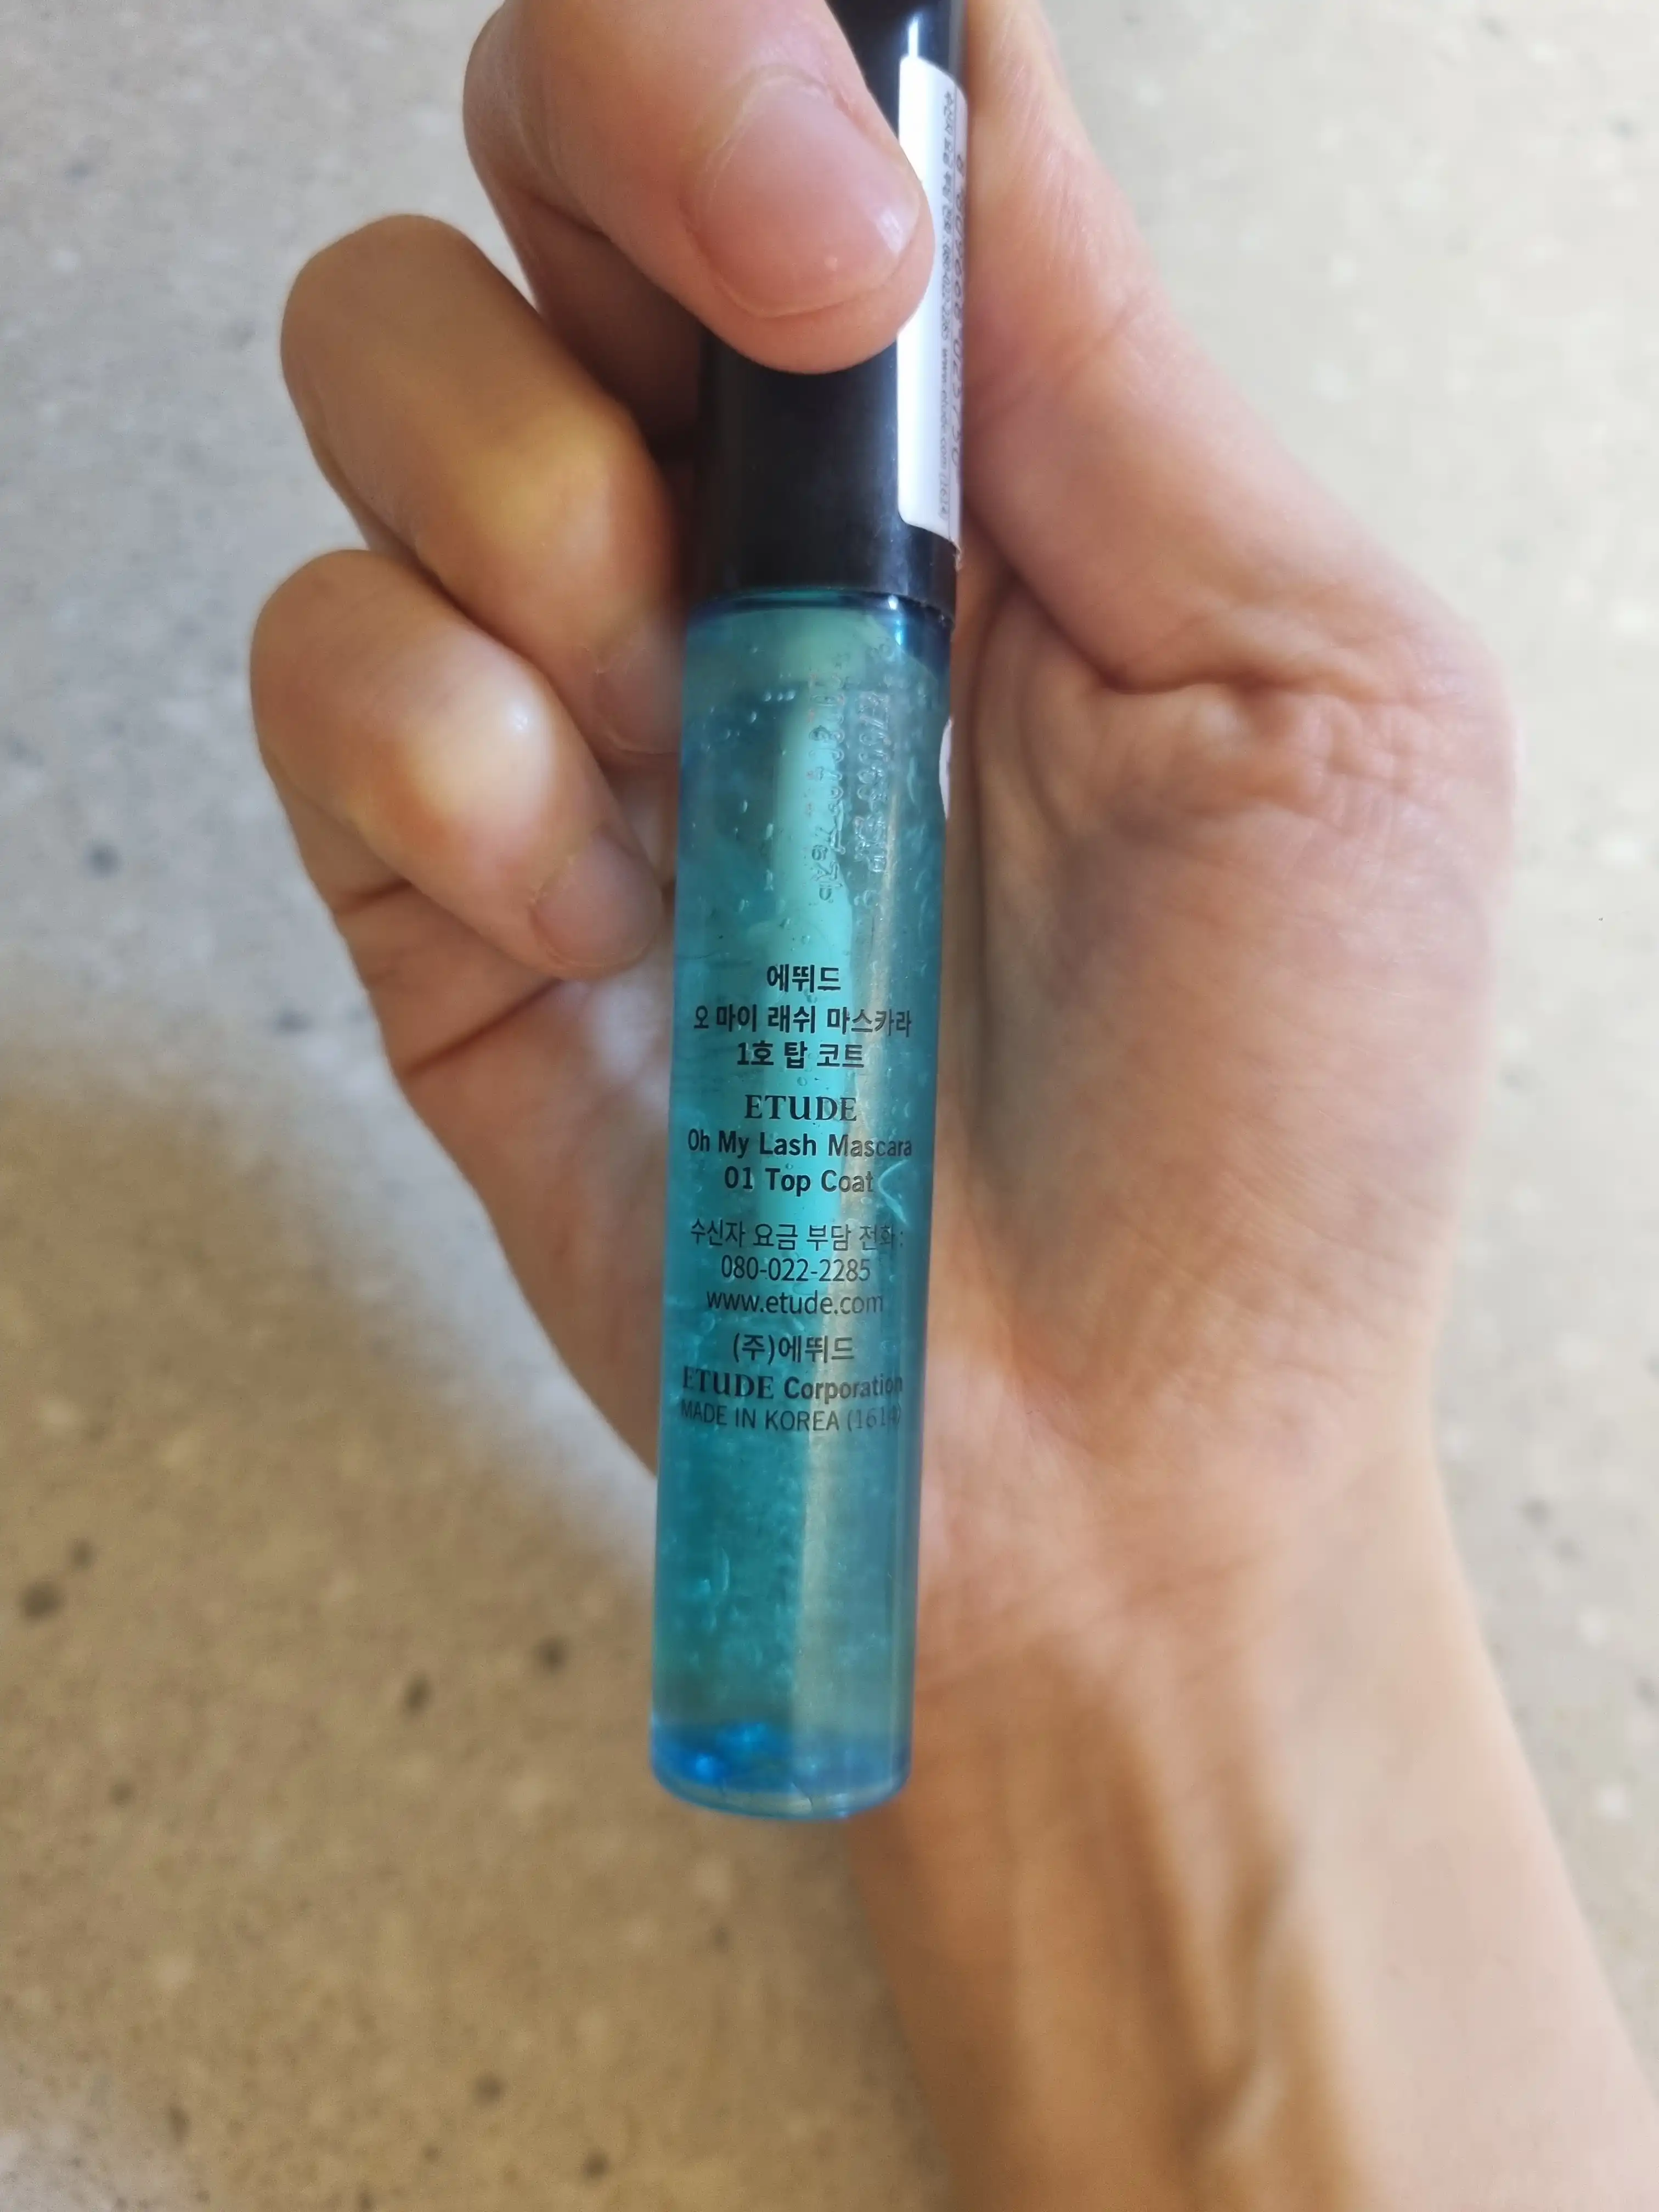 에뛰드
오 마이 래쉬 마스카라
1호 탑 코트
ETUDE
Oh My Lash Mascara
01 Top Coat
수신자 요금 부담 전화:
080-022-2285
www.etude.com
(주)에뛰드
ETUDE Corporation
MADE IN KOREA (1614)